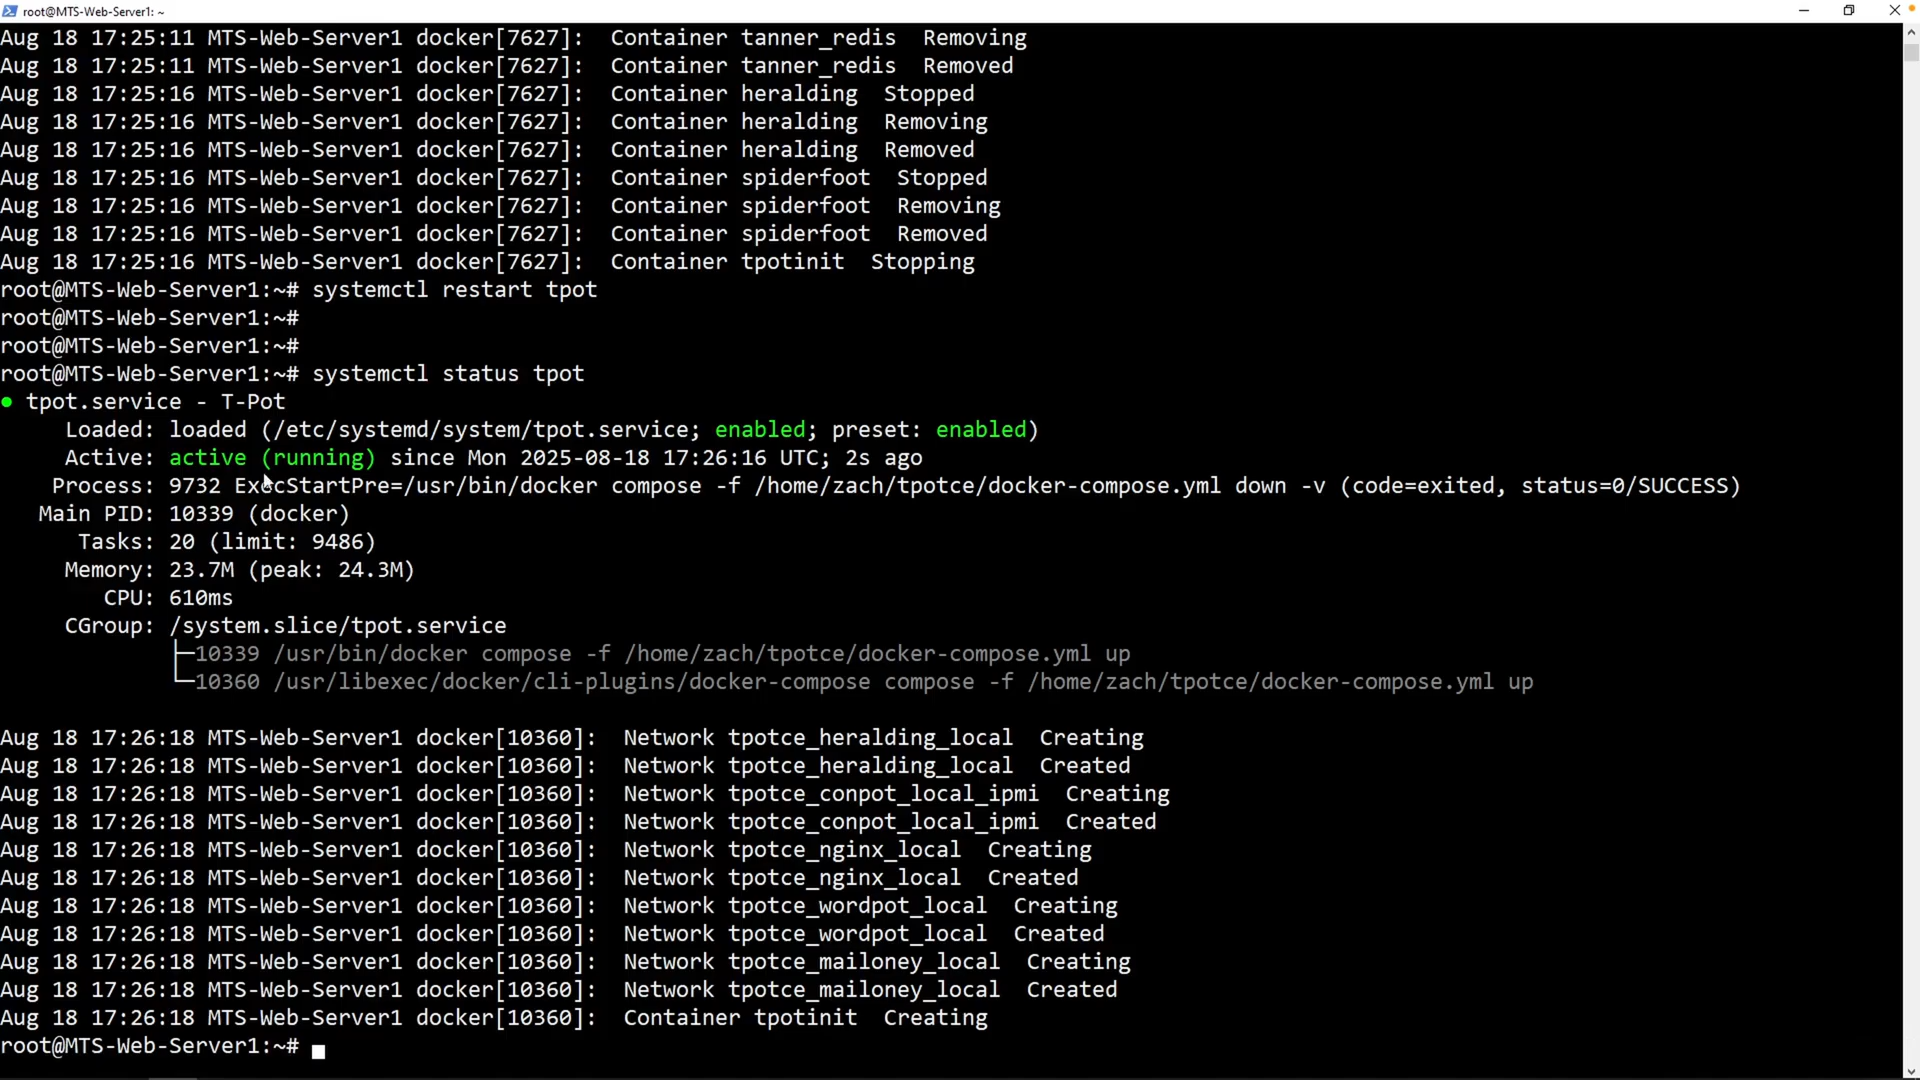 root@MTS-Web-Server1: ~
Aug 18 17:25:11 MTS-Web-Server1 docker[7627]:  Container tanner_redis  Removing
Aug 18 17:25:11 MTS-Web-Server1 docker[7627]:  Container tanner_redis  Removed
Aug 18 17:25:16 MTS-Web-Server1 docker[7627]:  Container heralding  Stopped
Aug 18 17:25:16 MTS-Web-Server1 docker[7627]:  Container heralding  Removing
Aug 18 17:25:16 MTS-Web-Server1 docker[7627]:  Container heralding  Removed
Aug 18 17:25:16 MTS-Web-Server1 docker[7627]:  Container spiderfoot  Stopped
Aug 18 17:25:16 MTS-Web-Server1 docker[7627]:  Container spiderfoot  Removing
Aug 18 17:25:16 MTS-Web-Server1 docker[7627]:  Container spiderfoot  Removed
Aug 18 17:25:16 MTS-Web-Server1 docker[7627]:  Container tpotinit  Stopping
root@MTS-Web-Server1:~# systemctl restart tpot
root@MTS-Web-Server1:~#
root@MTS-Web-Server1:~#
root@MTS-Web-Server1:~# systemctl status tpot
● tpot.service - T-Pot
     Loaded: loaded (/etc/systemd/system/tpot.service; enabled; preset: enabled)
     Active: active (running) since Mon 2025-08-18 17:26:16 UTC; 2s ago
    Process: 9732 ExecStartPre=/usr/bin/docker compose -f /home/zach/tpotce/docker-compose.yml down -v (code=exited, status=0/SUCCESS)
   Main PID: 10339 (docker)
      Tasks: 20 (limit: 9486)
     Memory: 23.7M (peak: 24.3M)
        CPU: 610ms
     CGroup: /system.slice/tpot.service
             ├─10339 /usr/bin/docker compose -f /home/zach/tpotce/docker-compose.yml up
             └─10360 /usr/libexec/docker/cli-plugins/docker-compose compose -f /home/zach/tpotce/docker-compose.yml up
Aug 18 17:26:18 MTS-Web-Server1 docker[10360]:  Network tpotce_heralding_local  Creating
Aug 18 17:26:18 MTS-Web-Server1 docker[10360]:  Network tpotce_heralding_local  Created
Aug 18 17:26:18 MTS-Web-Server1 docker[10360]:  Network tpotce_conpot_local_ipmi  Creating
Aug 18 17:26:18 MTS-Web-Server1 docker[10360]:  Network tpotce_conpot_local_ipmi  Created
Aug 18 17:26:18 MTS-Web-Server1 docker[10360]:  Network tpotce_nginx_local  Creating
Aug 18 17:26:18 MTS-Web-Server1 docker[10360]:  Network tpotce_nginx_local  Created
Aug 18 17:26:18 MTS-Web-Server1 docker[10360]:  Network tpotce_wordpot_local  Creating
Aug 18 17:26:18 MTS-Web-Server1 docker[10360]:  Network tpotce_wordpot_local  Created
Aug 18 17:26:18 MTS-Web-Server1 docker[10360]:  Network tpotce_mailoney_local  Creating
Aug 18 17:26:18 MTS-Web-Server1 docker[10360]:  Network tpotce_mailoney_local  Created
Aug 18 17:26:18 MTS-Web-Server1 docker[10360]:  Container tpotinit  Creating
root@MTS-Web-Server1:~#